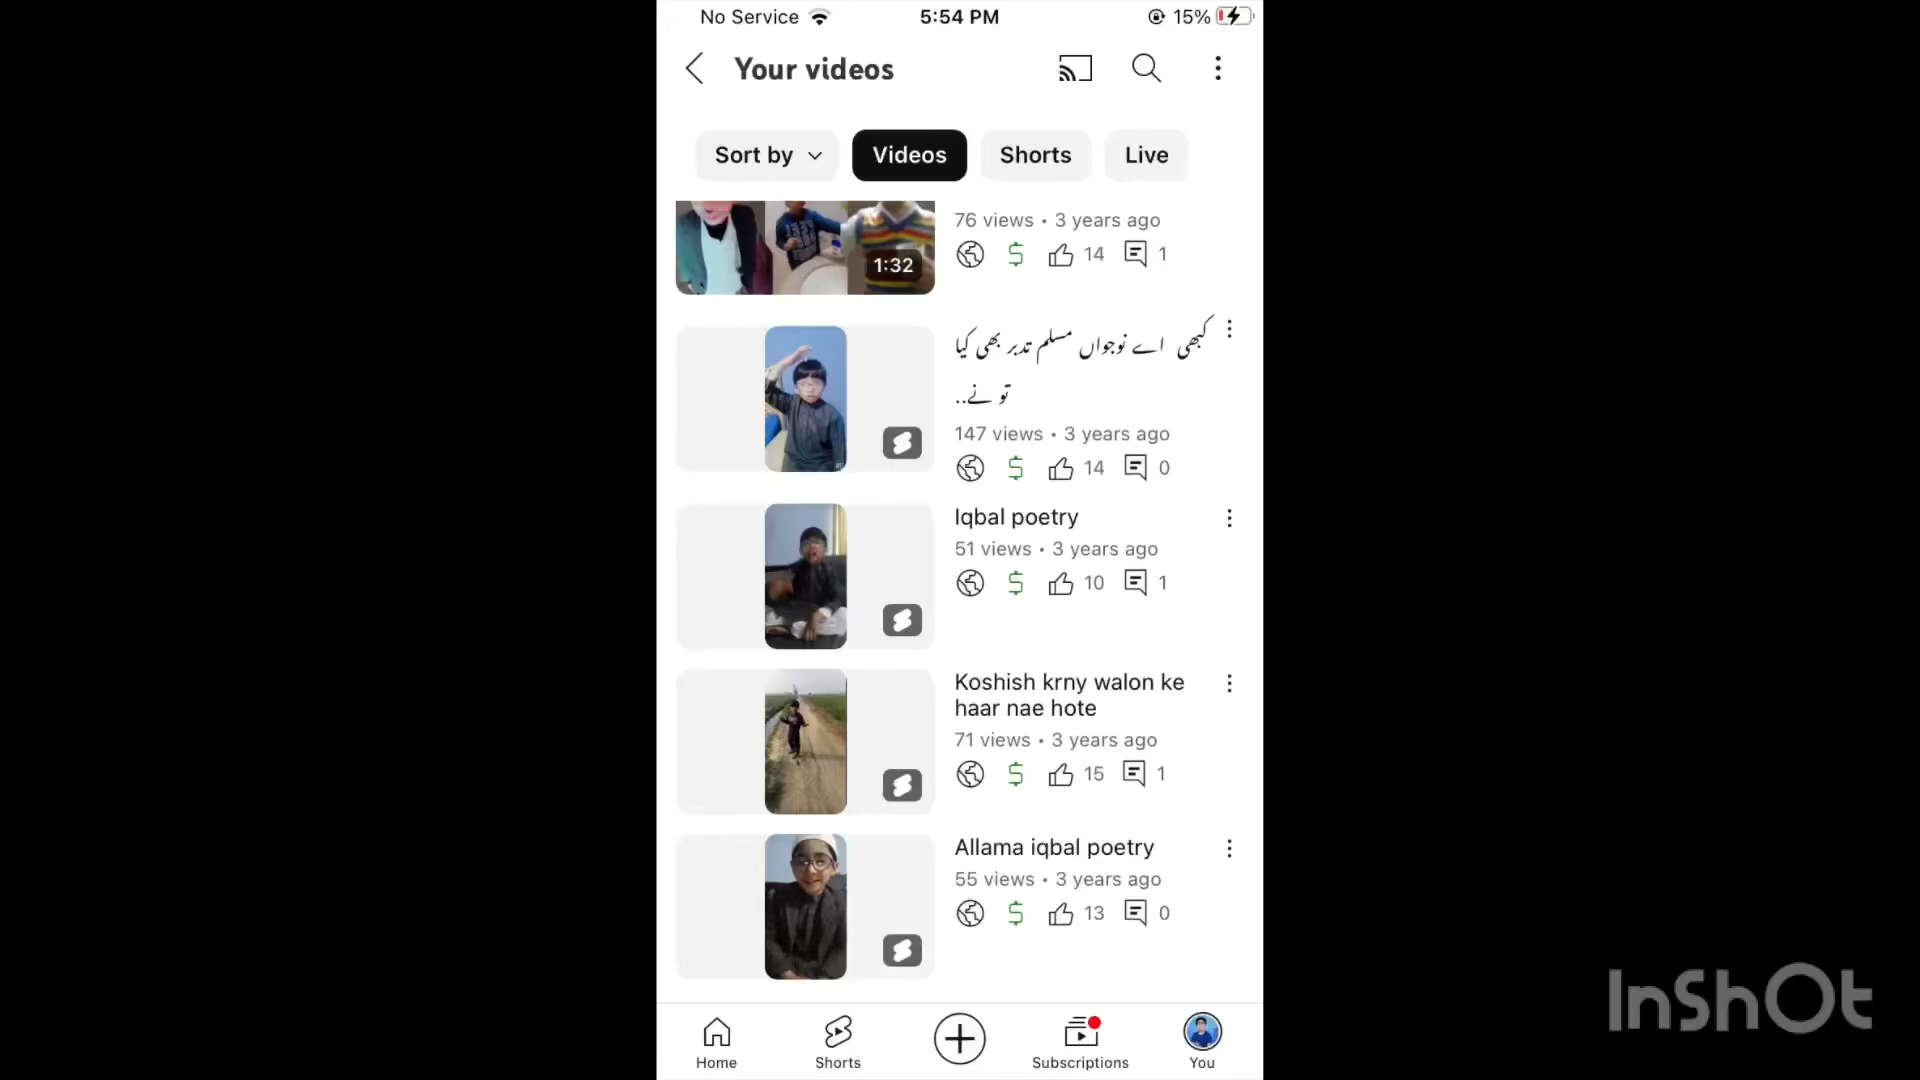 No Service
5:54 PM
15%
Your videos
Sort by
Videos
Shorts
Live
1:32
76 views • 3 years ago
14
1
کبھی اے نوجواں مسلم تدبر بھی کیا
تو نے..
147 views • 3 years ago
14
0
Iqbal poetry
51 views • 3 years ago
10
1
Koshish krny walon ke
haar nae hote
71 views • 3 years ago
15
1
Allama iqbal poetry
55 views • 3 years ago
13
0
Home
Shorts
Subscriptions
You
InShOt